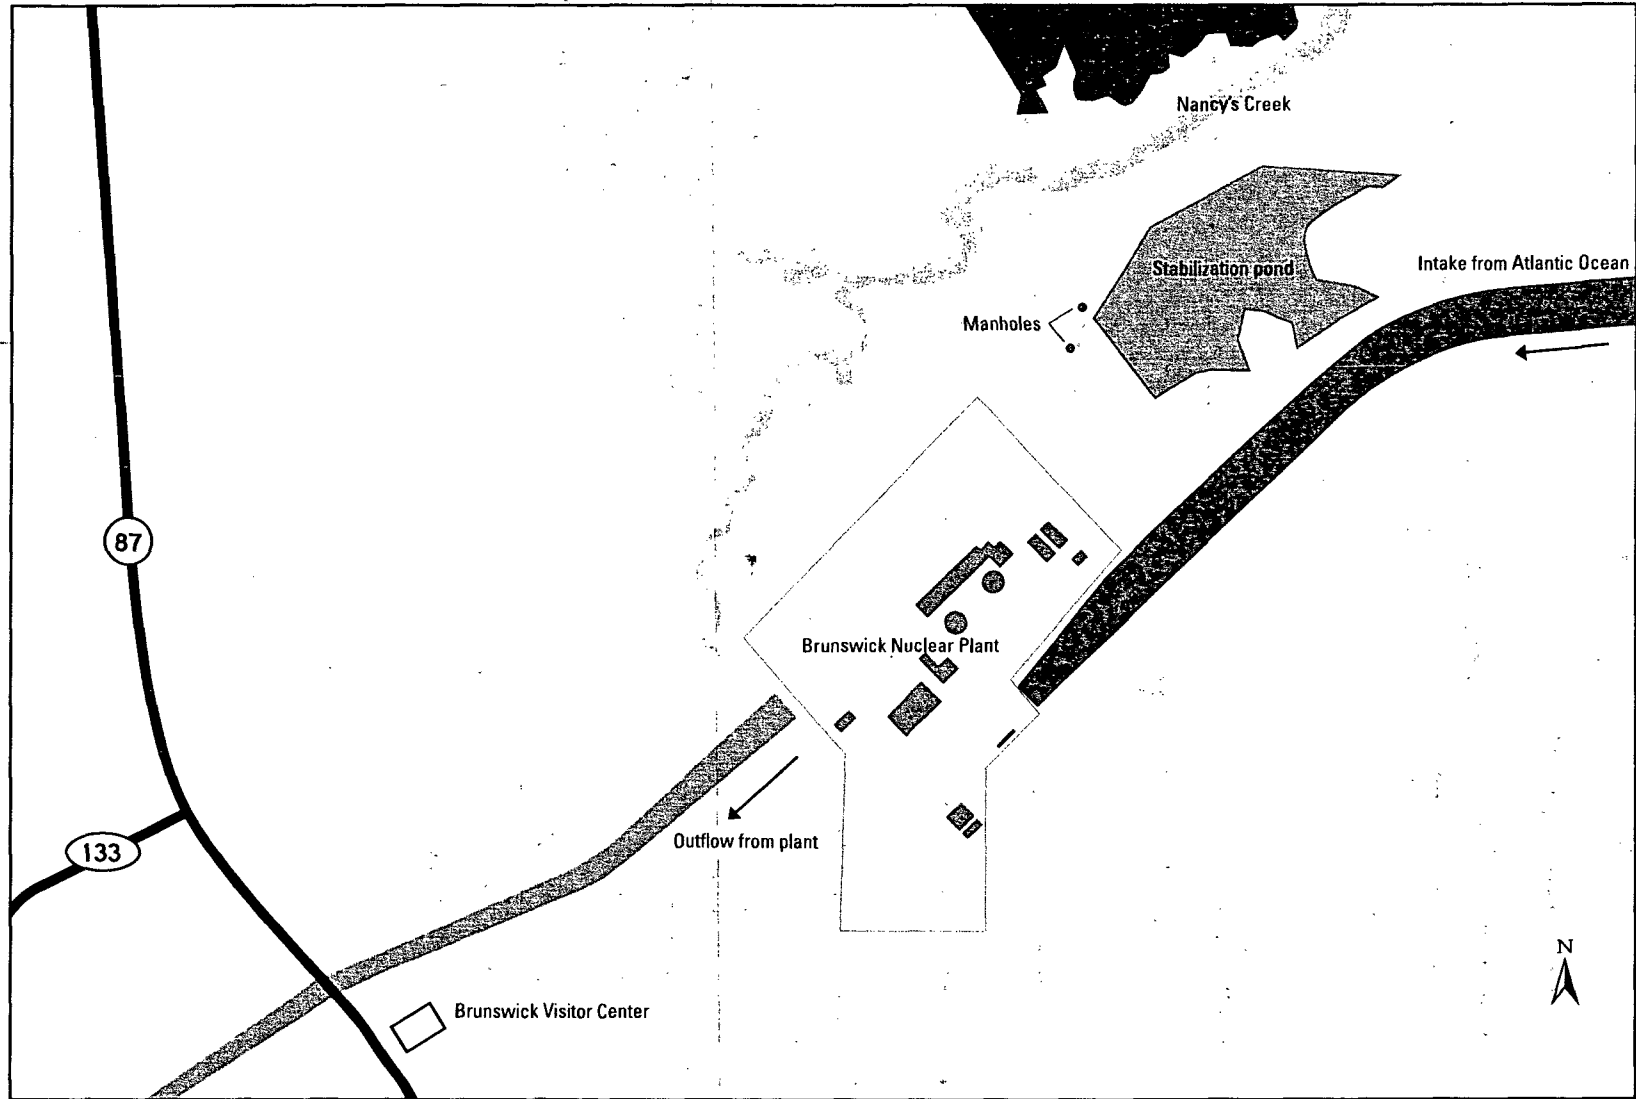 Nancy's Creek
Stabilization pond
Intake from Atlantic Ocean
Manholes
87
Brunswick Nuclear Plant
133
Outflow from plant
N
Brunswick Visitor Center